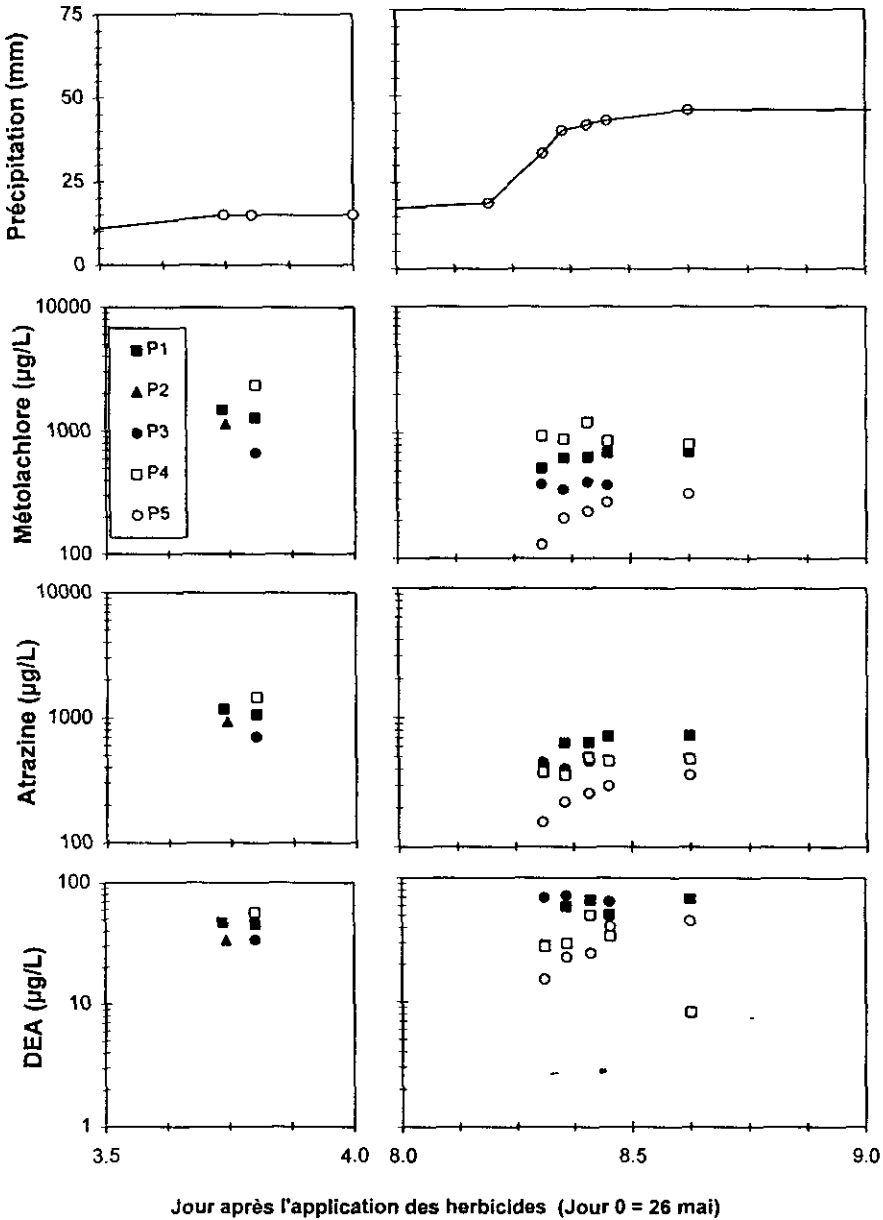 Précipitation (mm)
75
50
25
0
Métolachlore (µg/L)
10000
1000
100
P1
P2
P3
P4
P5
Atrazine (µg/L)
10000
1000
100
DEA (µg/L)
100
10
1
3.5
4.0
8.0
8.5
9.0
Jour après l'application des herbicides (Jour 0 = 26 mai)